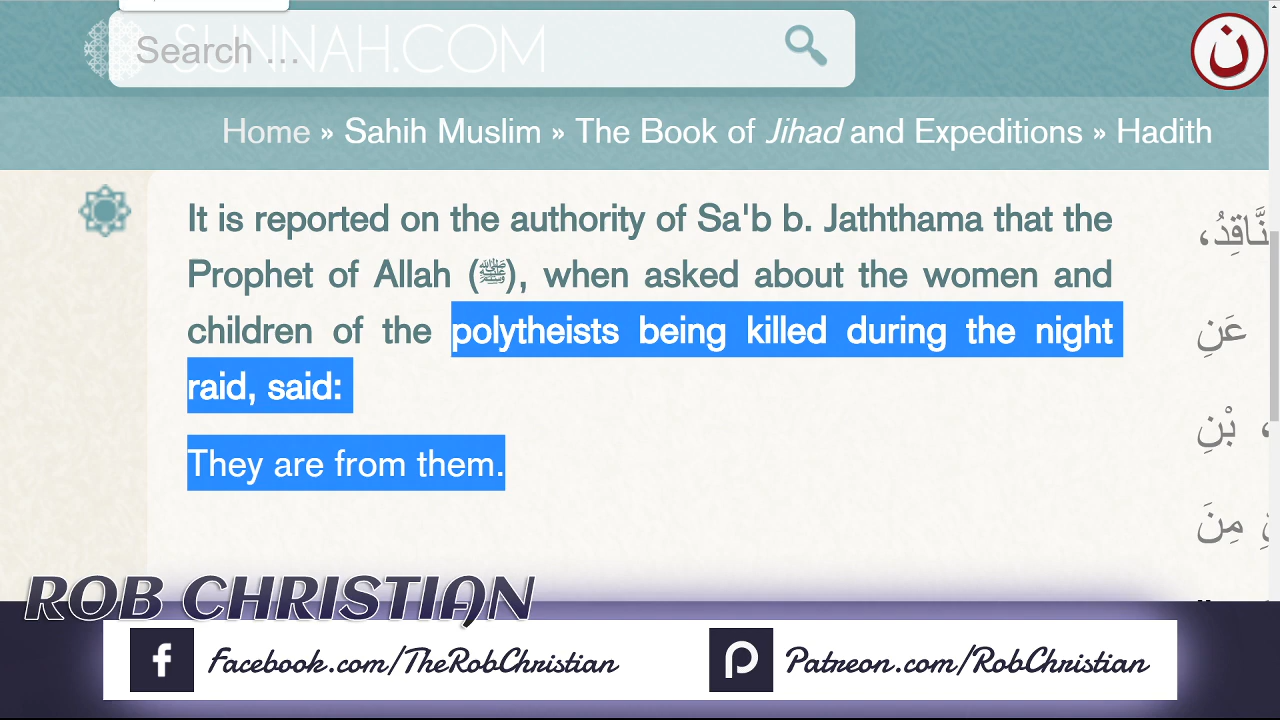 SUNNAH.COM
Search ...
ن
Home » Sahih Muslim » The Book of Jihad and Expeditions » Hadith
It is reported on the authority of Sa'b b. Jaththama that the
Prophet of Allah (ﷺ), when asked about the women and
children of the polytheists being killed during the night
raid, said:
They are from them.
عَنِ
بْنِ
مِنَ
ROB CHRISTIAN
Facebook.com/TheRobChristian
Patreon.com/RobChristian